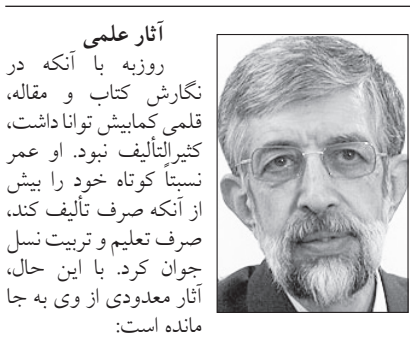 آثار علمی
روزبه با آنکه در
نگارش کتاب و مقاله،
قلمی کمابیش توانا داشت،
کثیرالتألیف نبود. او عمر
نسبتاً کوتاه خود را بیش
از آنکه صرف تألیف کند،
صرف تعلیم و تربیت نسل
جوان کرد. با این حال،
آثار معدودی از وی به جا
مانده است: